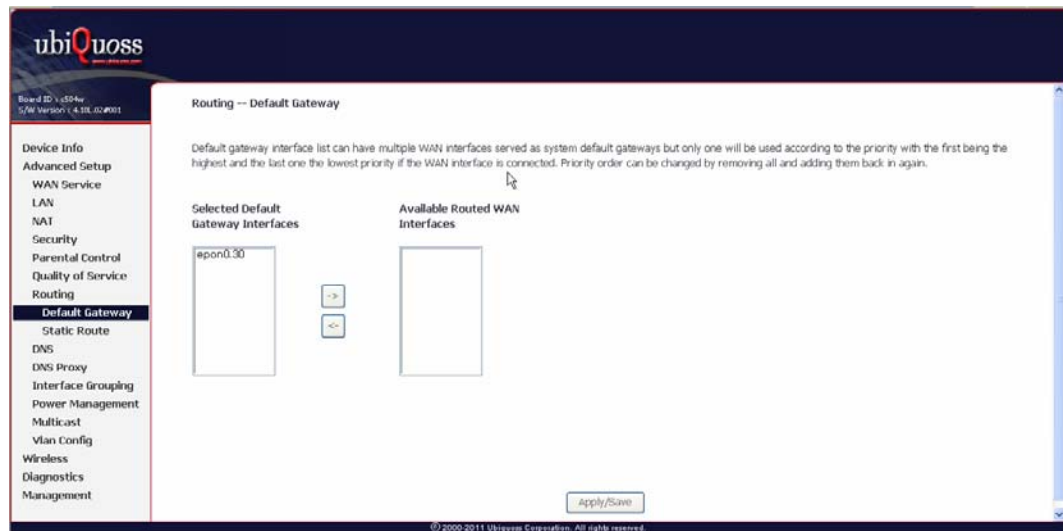 ubiQuoss
Board ID : c504w
S/W Version : 4.10L.02#001
Device Info
Advanced Setup
WAN Service
LAN
NAT
Security
Parental Control
Quality of Service
Routing
Default Gateway
Static Route
DNS
DNS Proxy
Interface Grouping
Power Management
Multicast
Vlan Config
Wireless
Diagnostics
Management
Routing -- Default Gateway
Default gateway interface list can have multiple WAN interfaces served as system default gateways but only one will be used according to the priority with the first being the
highest and the last one the lowest priority if the WAN interface is connected. Priority order can be changed by removing all and adding them back in again.
Selected Default
Gateway Interfaces
Available Routed WAN
Interfaces
epon0.30
->
<-
Apply/Save
© 2000-2011 Ubiquoss Corporation. All rights reserved.